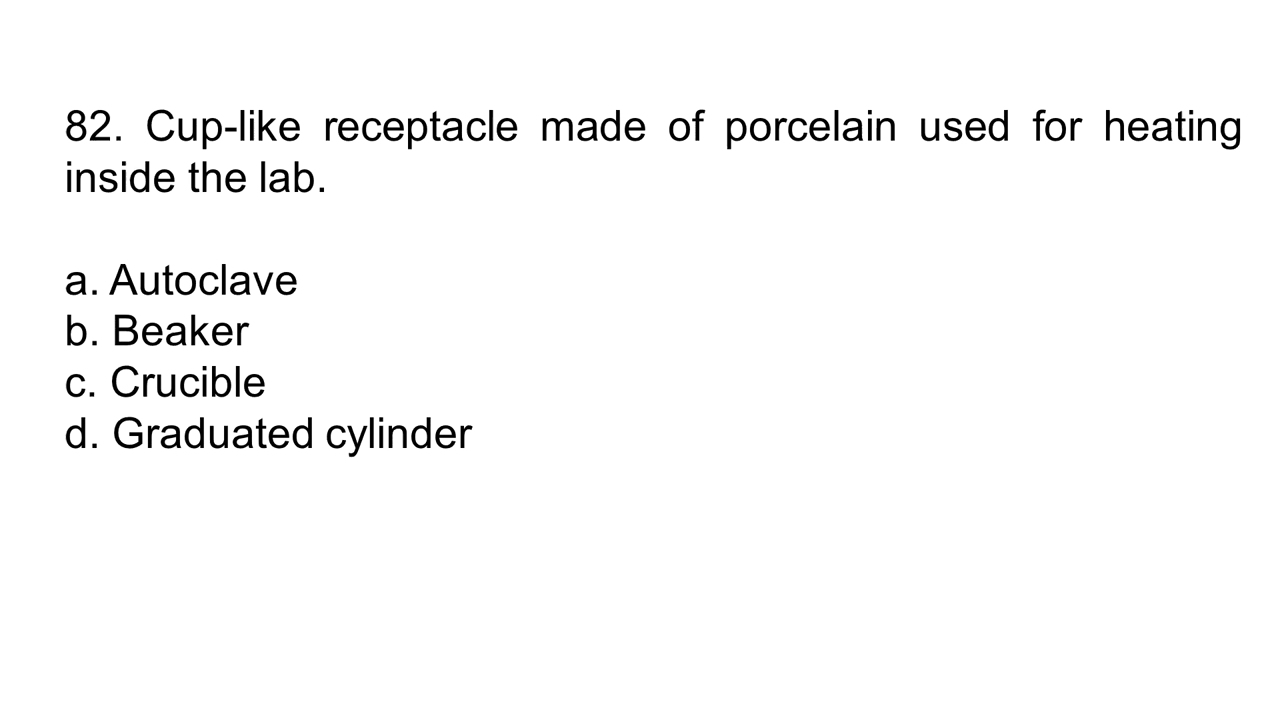 82. Cup-like receptacle made of porcelain used for heating
inside the lab.
a. Autoclave
b. Beaker
c. Crucible
d. Graduated cylinder